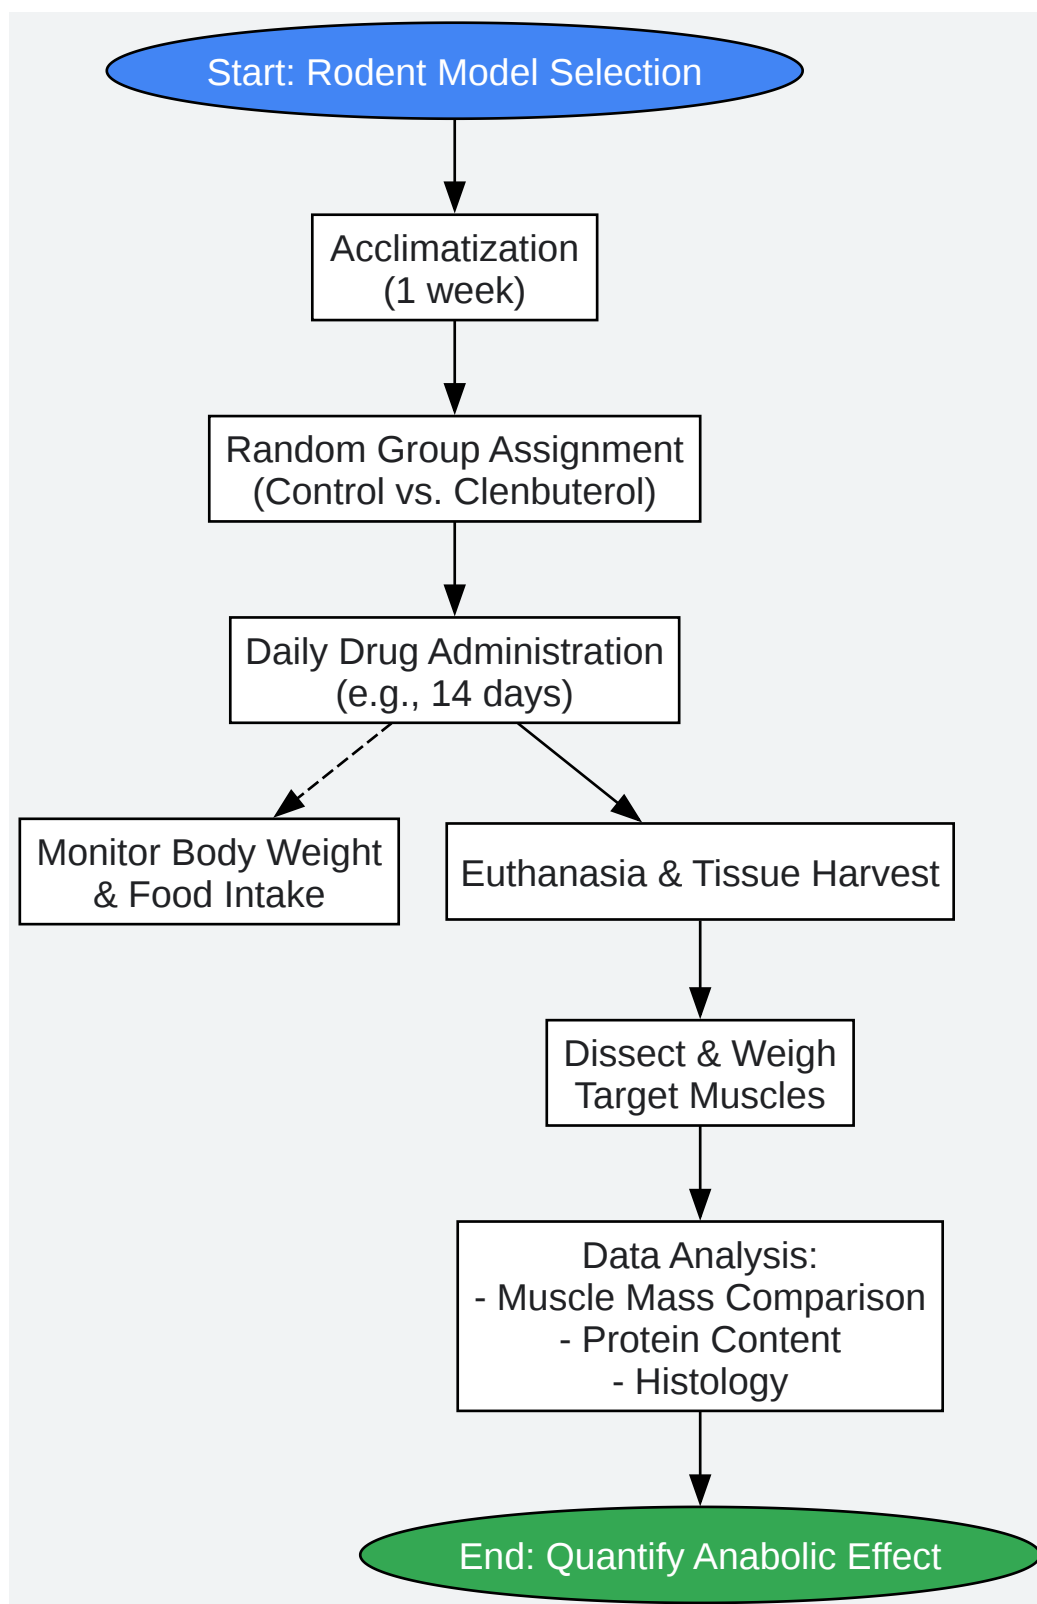 Start: Rodent Model Selection
Acclimatization
(1 week)
Random Group Assignment
(Control vs. Clenbuterol)
Daily Drug Administration
(e.g., 14 days)
Monitor Body Weight
& Food Intake
Euthanasia & Tissue Harvest
Dissect & Weigh
Target Muscles
Data Analysis:
- Muscle Mass Comparison
- Protein Content
- Histology
End: Quantify Anabolic Effect